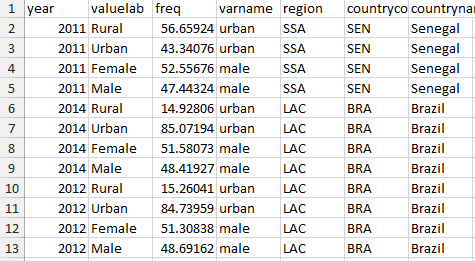 1 year valuelab freq varname region countryco countrynar
2 2011 Rural 56.65924 urban SSA SEN Senegal
3 2011 Urban 43.34076 urban SSA SEN Senegal
4 2011 Female 52.55676 male SSA SEN Senegal
5 2011 Male 47.44324 male SSA SEN Senegal
6 2014 Rural 14.92806 urban LAC BRA Brazil
7 2014 Urban 85.07194 urban LAC BRA Brazil
8 2014 Female 51.58073 male LAC BRA Brazil
9 2014 Male 48.41927 male LAC BRA Brazil
10 2012 Rural 15.26041 urban LAC BRA Brazil
11 2012 Urban 84.73959 urban LAC BRA Brazil
12 2012 Female 51.30838 male LAC BRA Brazil
13 2012 Male 48.69162 male LAC BRA Brazil